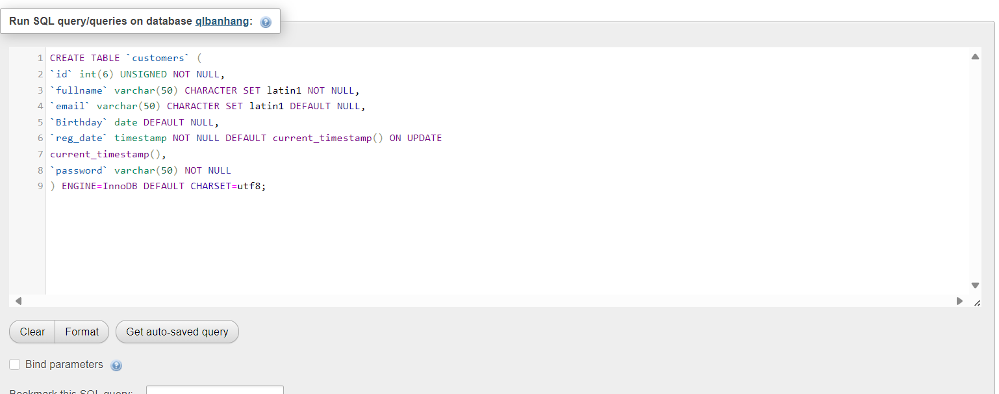 Run SQL query/queries on database qlbanhang:
1 CREATE TABLE `customers` (
2 `id` int(6) UNSIGNED NOT NULL,
3 `fullname` varchar(50) CHARACTER SET latin1 NOT NULL,
4 `email` varchar(50) CHARACTER SET latin1 DEFAULT NULL,
5 `Birthday` date DEFAULT NULL,
6 `reg_date` timestamp NOT NULL DEFAULT current_timestamp() ON UPDATE
7 current_timestamp(),
8 `password` varchar(50) NOT NULL
9 ) ENGINE=InnoDB DEFAULT CHARSET=utf8;
Clear Format Get auto-saved query
Bind parameters
Bookmark this SQL query: